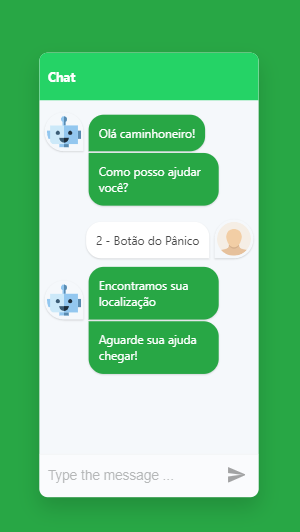 Chat
Olá caminhoneiro!
Como posso ajudar
você?
2 - Botão do Pânico
Encontramos sua
localização
Aguarde sua ajuda
chegar!
Type the message ...